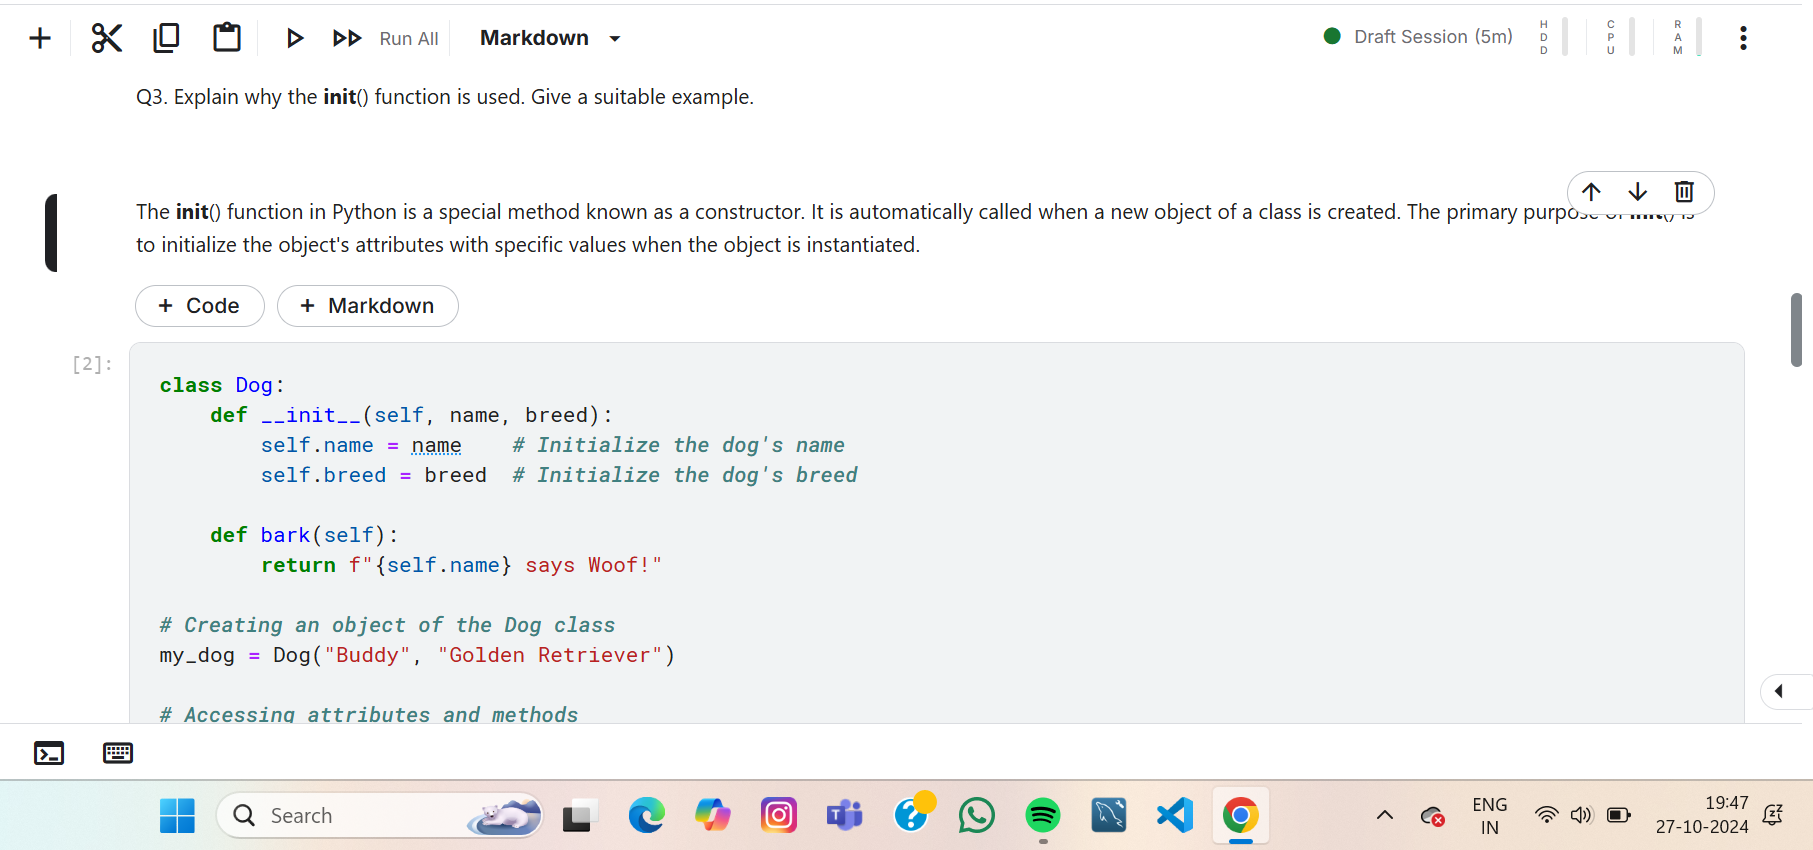 Run All
Markdown
Draft Session (5m)
HDD
CPU
RAM
Q3. Explain why the init() function is used. Give a suitable example.
The init() function in Python is a special method known as a constructor. It is automatically called when a new object of a class is created. The primary purpose of init() is
to initialize the object's attributes with specific values when the object is instantiated.
+ Code
+ Markdown
[2]:
class Dog:
    def __init__(self, name, breed):
        self.name = name    # Initialize the dog's name
        self.breed = breed  # Initialize the dog's breed
    def bark(self):
        return f"{self.name} says Woof!"
# Creating an object of the Dog class
my_dog = Dog("Buddy", "Golden Retriever")
# Accessing attributes and methods
Search
ENG
IN
19:47
27-10-2024